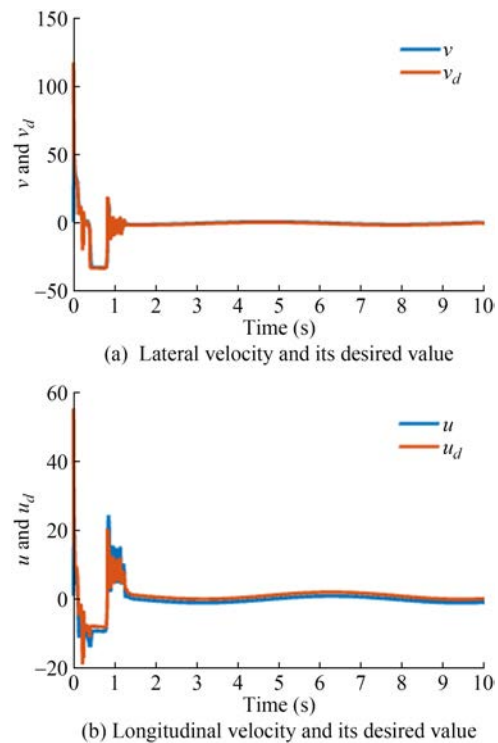 150
v
v_d
100
50
0
−50
v and v_d
0 1 2 3 4 5 6 7 8 9 10
Time (s)
(a) Lateral velocity and its desired value
60
u
u_d
40
20
0
−20
u and u_d
0 1 2 3 4 5 6 7 8 9 10
Time (s)
(b) Longitudinal velocity and its desired value